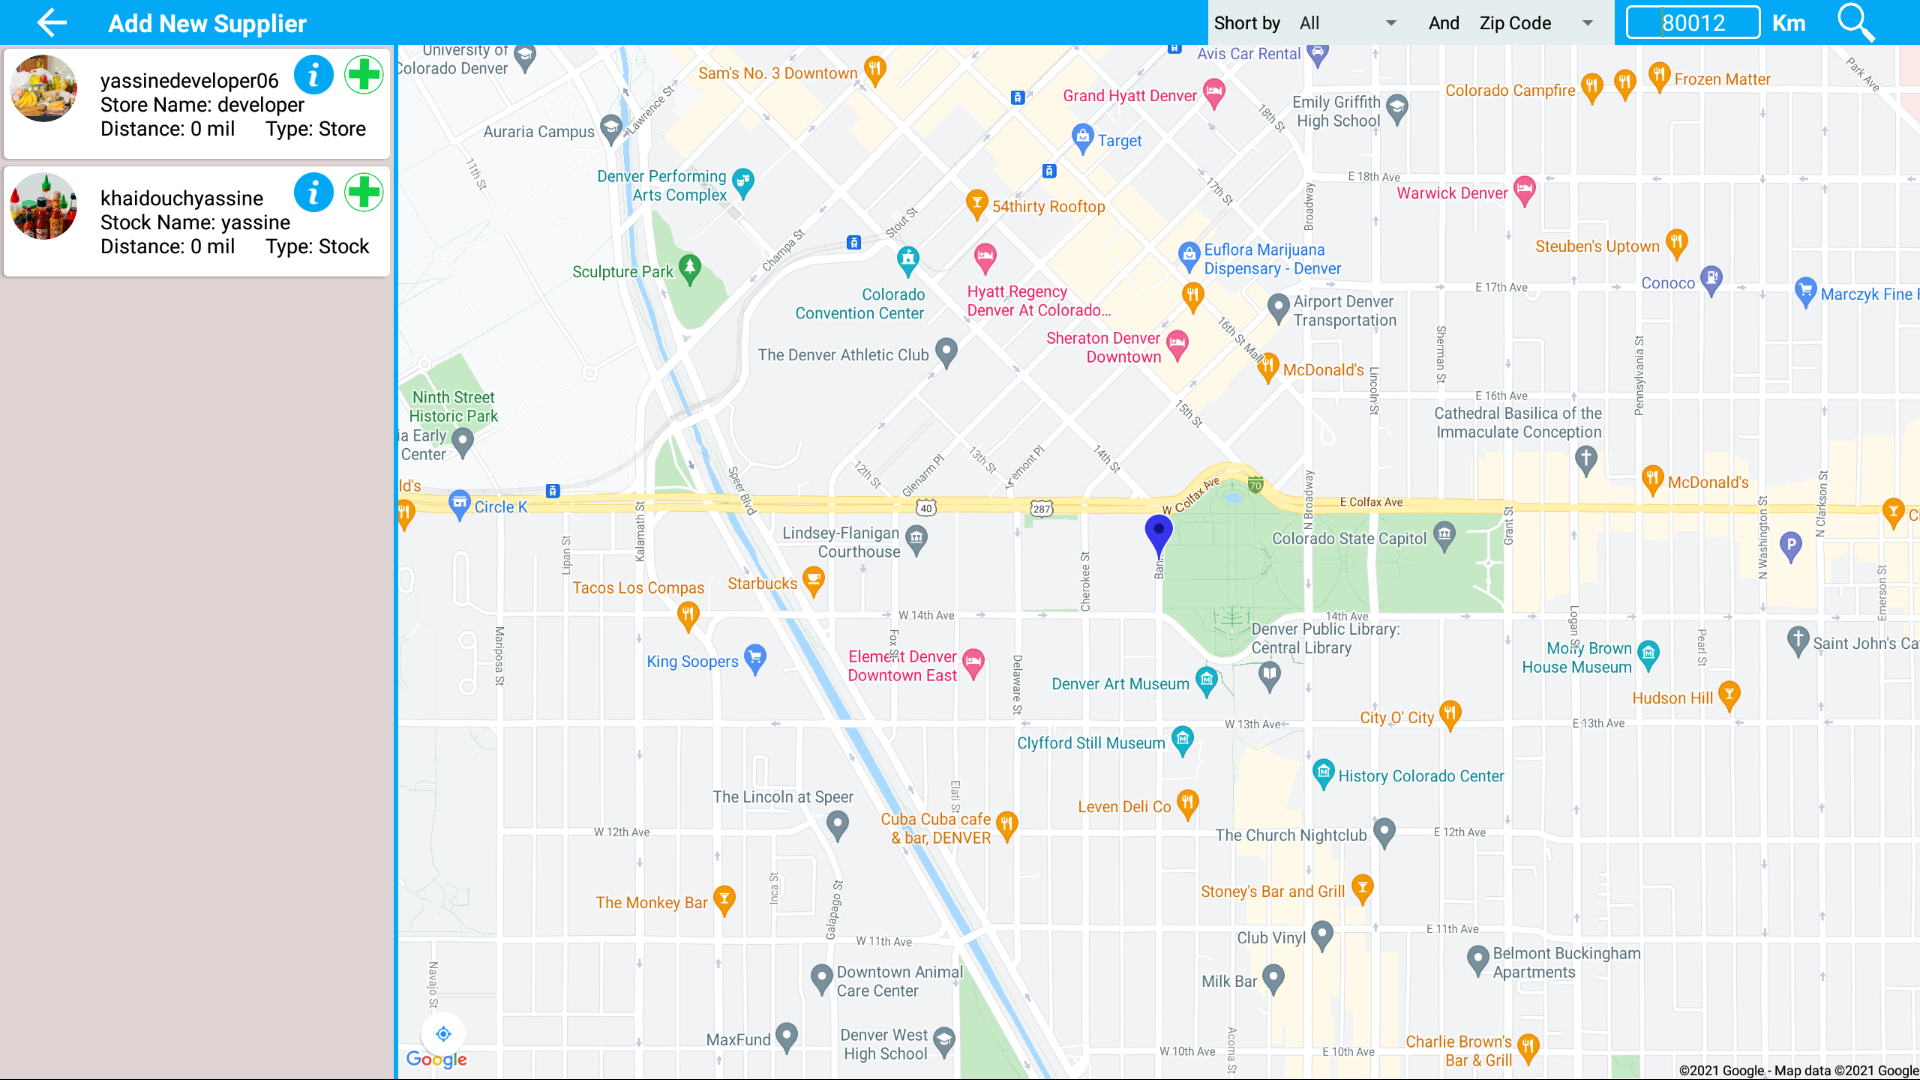 Add New Supplier
Short by
All
And
Zip Code
80012
Km
yassinedeveloper06
Store Name: developer
Distance: 0 mil
Type: Store
khaidouchyassine
Stock Name: yassine
Distance: 0 mil
Type: Stock
University of
Colorado Denver
Sam's No. 3 Downtown
Avis Car Rental
Grand Hyatt Denver
Emily Griffith
High School
Colorado Campfire
Frozen Matter
Park Ave
Lawrence St
18th St
Auraria Campus
Target
11th St
Denver Performing
Arts Complex
54thirty Rooftop
17th St
E 18th Ave
Warwick Denver
Broadway
Stout St
Champa St
Steuben's Uptown
Euflora Marijuana
Dispensary - Denver
Sculpture Park
Colorado
Convention Center
Hyatt Regency
Denver At Colorado...
E 17th Ave
Conoco
Marczyk Fine F
Airport Denver
Transportation
Sheraton Denver
Downtown
16th St Mall
The Denver Athletic Club
McDonald's
Sherman St
Pennsylvania St
Lincoln St
Ninth Street
Historic Park
ia Early
Center
15th St
E 16th Ave
Cathedral Basilica of the
Immaculate Conception
12th St
Glenarm Pl
13th St
Tremont Pl
14th St
Speer Blvd
ld's
Circle K
40
287
W Colfax Ave
70
E Colfax Ave
McDonald's
N Broadway
N Clarkson St
Kalamath St
Lipan St
Lindsey-Flanigan
Courthouse
Cherokee St
Colorado State Capitol
Grant St
N Washington St
P
Emerson St
Tacos Los Compas
Starbucks
W 14th Ave
14th Ave
Denver Public Library:
Central Library
Mariposa St
King Soopers
Fox St
Element Denver
Downtown East
Delaware St
Denver Art Museum
Logan St
Molly Brown
House Museum
Pearl St
Saint John's Ca
Hudson Hill
City O' City
W 13th Ave
E 13th Ave
Clyfford Still Museum
History Colorado Center
The Lincoln at Speer
Elati St
Leven Deli Co
Cuba Cuba cafe
& bar, DENVER
W 12th Ave
The Church Nightclub
E 12th Ave
Inca St
Galapago St
The Monkey Bar
Stoney's Bar and Grill
W 11th Ave
Club Vinyl
E 11th Ave
Belmont Buckingham
Apartments
Navajo St
Downtown Animal
Care Center
Milk Bar
MaxFund
Denver West
High School
Acoma St
W 10th Ave
E 10th Ave
Charlie Brown's
Bar & Grill
Google
©2021 Google - Map data ©2021 Google